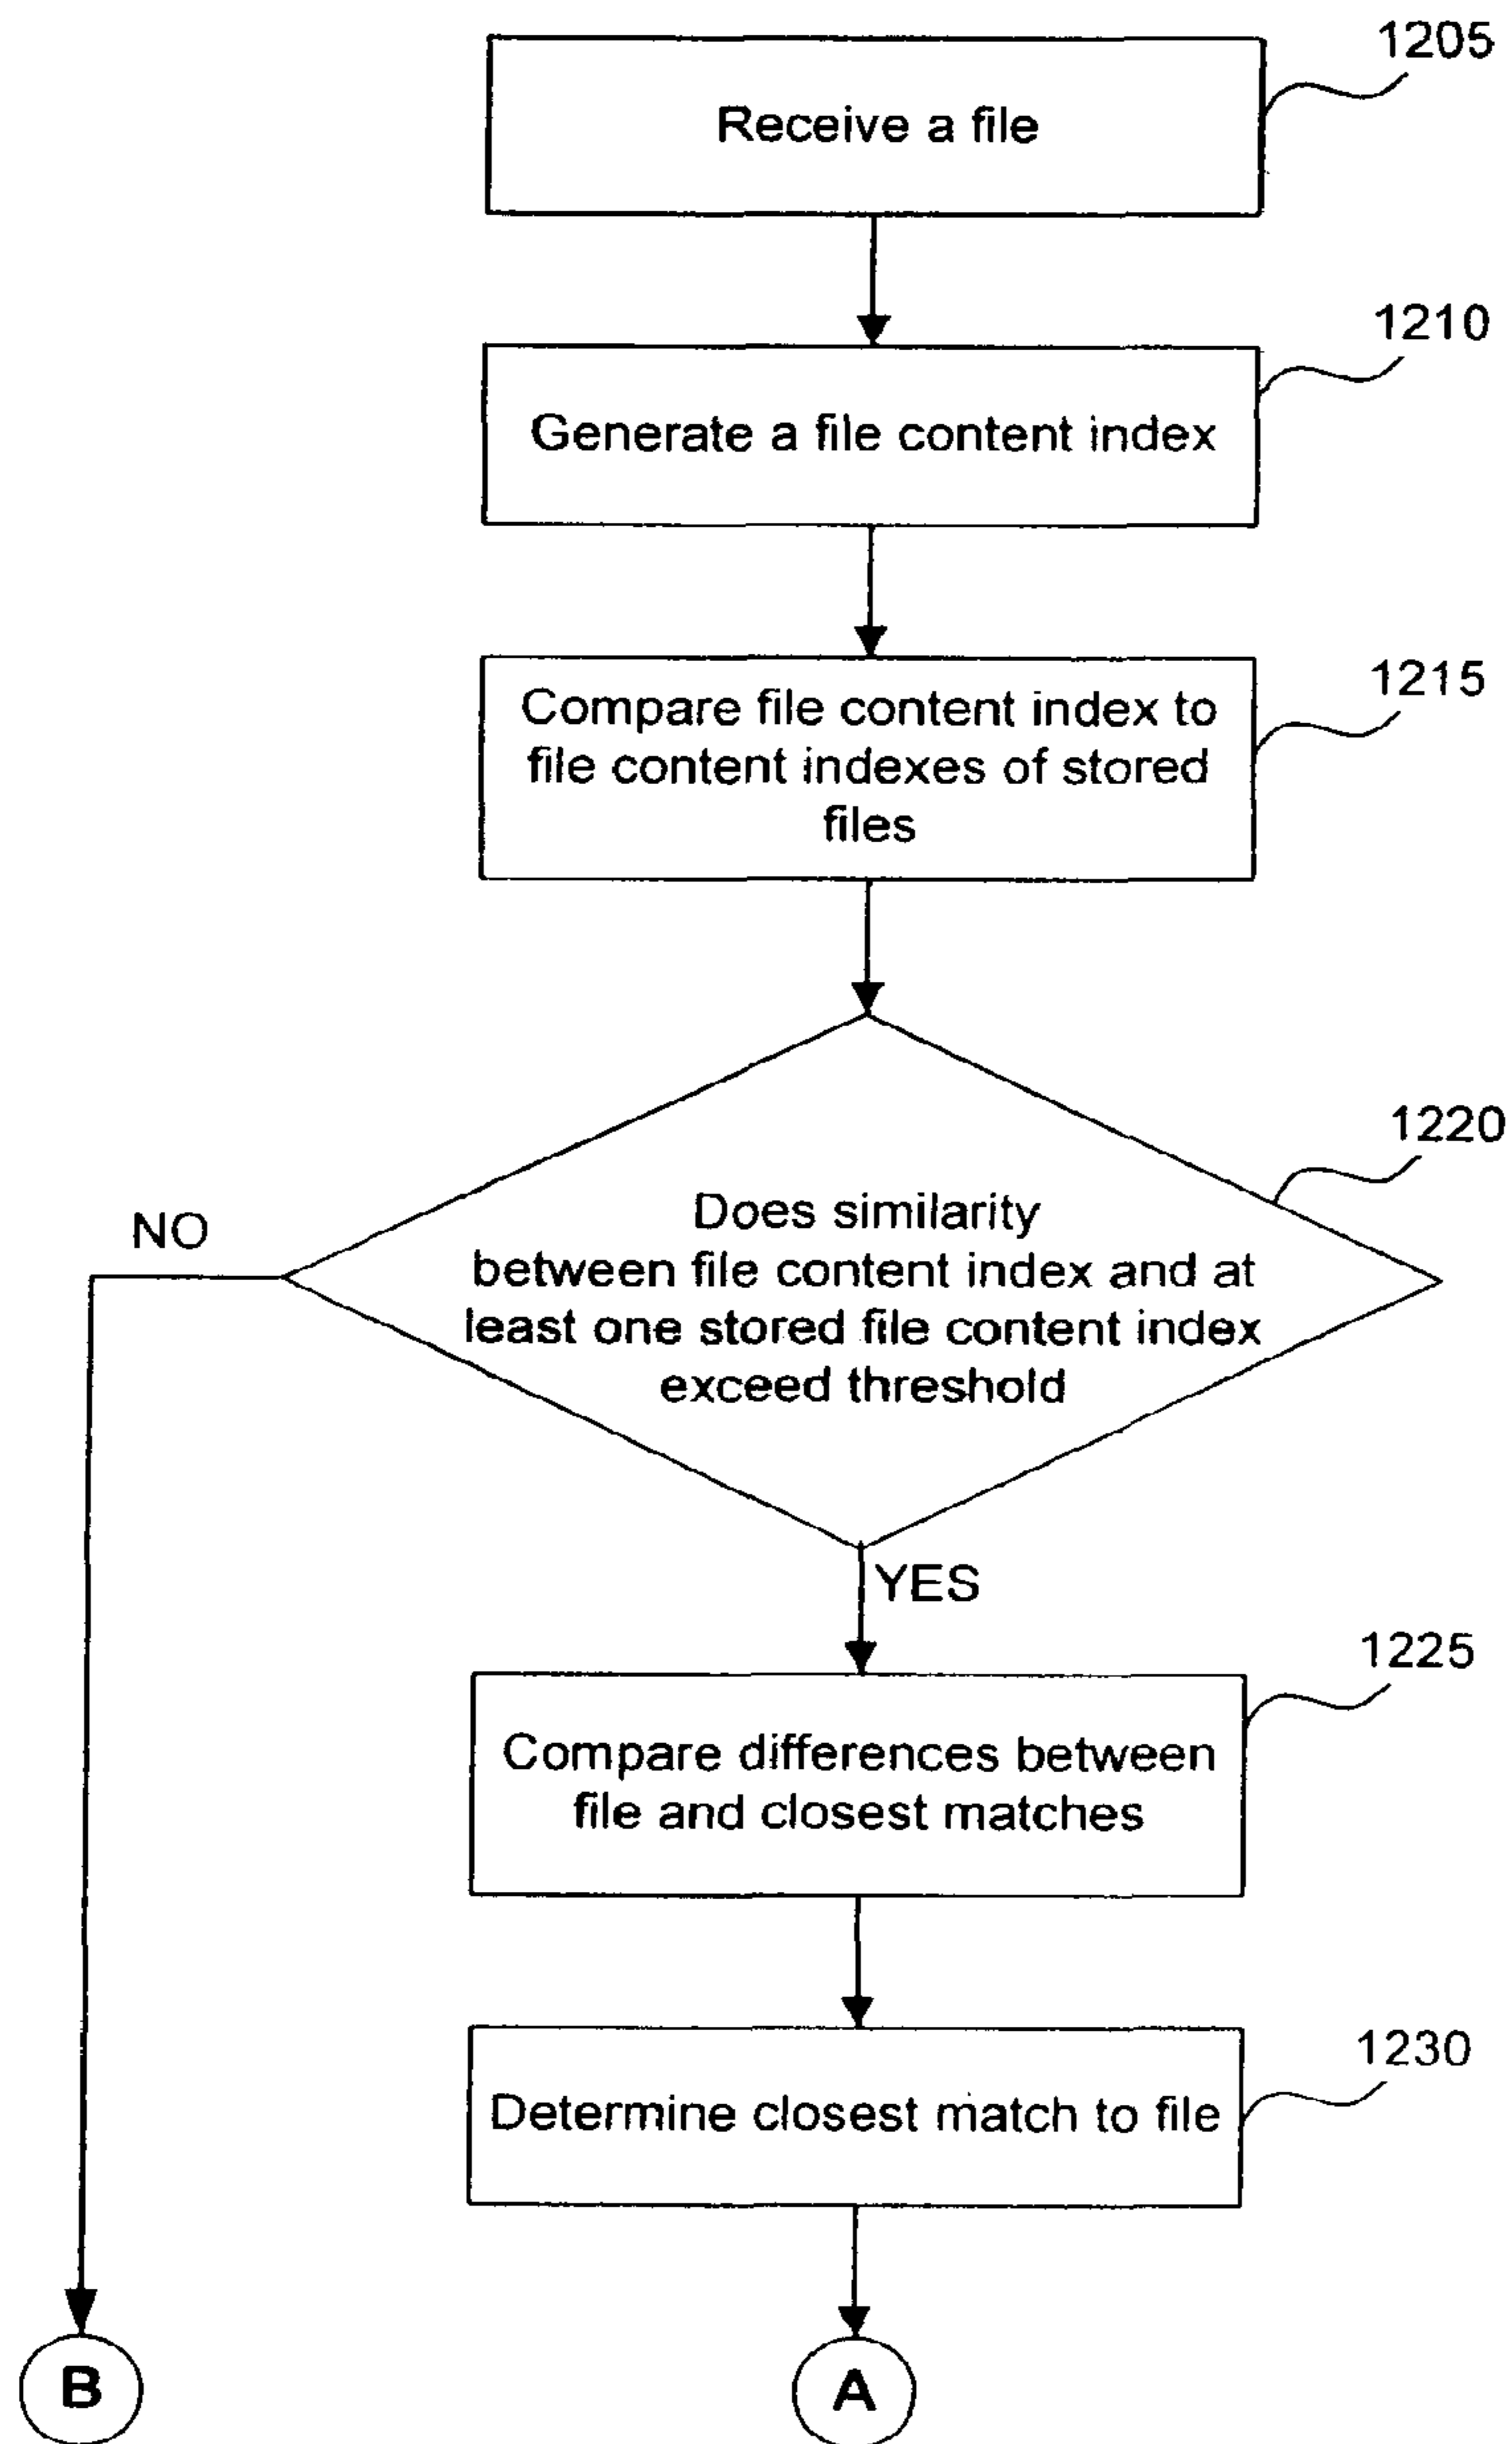 1205
Receive a file
1210
Generate a file content index
1215
Compare file content index to
file content indexes of stored
files
1220
NO
Does similarity
between file content index and at
least one stored file content index
exceed threshold
YES
1225
Compare differences between
file and closest matches
1230
Determine closest match to file
B
A